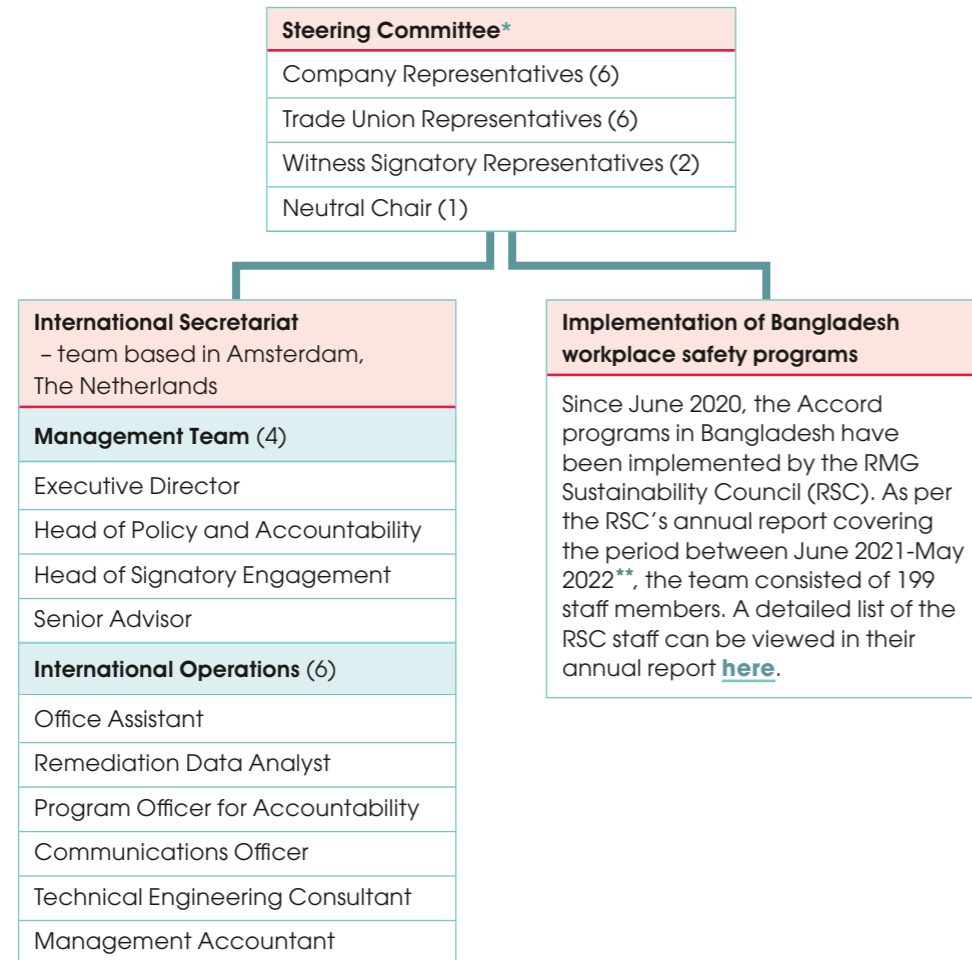 Steering Committee*
Company Representatives (6)
Trade Union Representatives (6)
Witness Signatory Representatives (2)
Neutral Chair (1)
International Secretariat
– team based in Amsterdam,
The Netherlands
Management Team (4)
Executive Director
Head of Policy and Accountability
Head of Signatory Engagement
Senior Advisor
International Operations (6)
Office Assistant
Remediation Data Analyst
Program Officer for Accountability
Communications Officer
Technical Engineering Consultant
Management Accountant
Implementation of Bangladesh
workplace safety programs
Since June 2020, the Accord
programs in Bangladesh have
been implemented by the RMG
Sustainability Council (RSC). As per
the RSC’s annual report covering
the period between June 2021-May
2022**, the team consisted of 199
staff members. A detailed list of the
RSC staff can be viewed in their
annual report here.